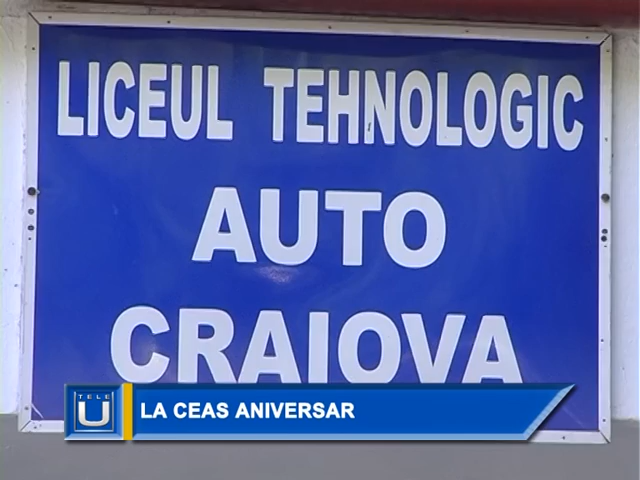 LICEUL TEHNOLOGIC
AUTO
CRAIOVA
TELE
U
LA CEAS ANIVERSAR